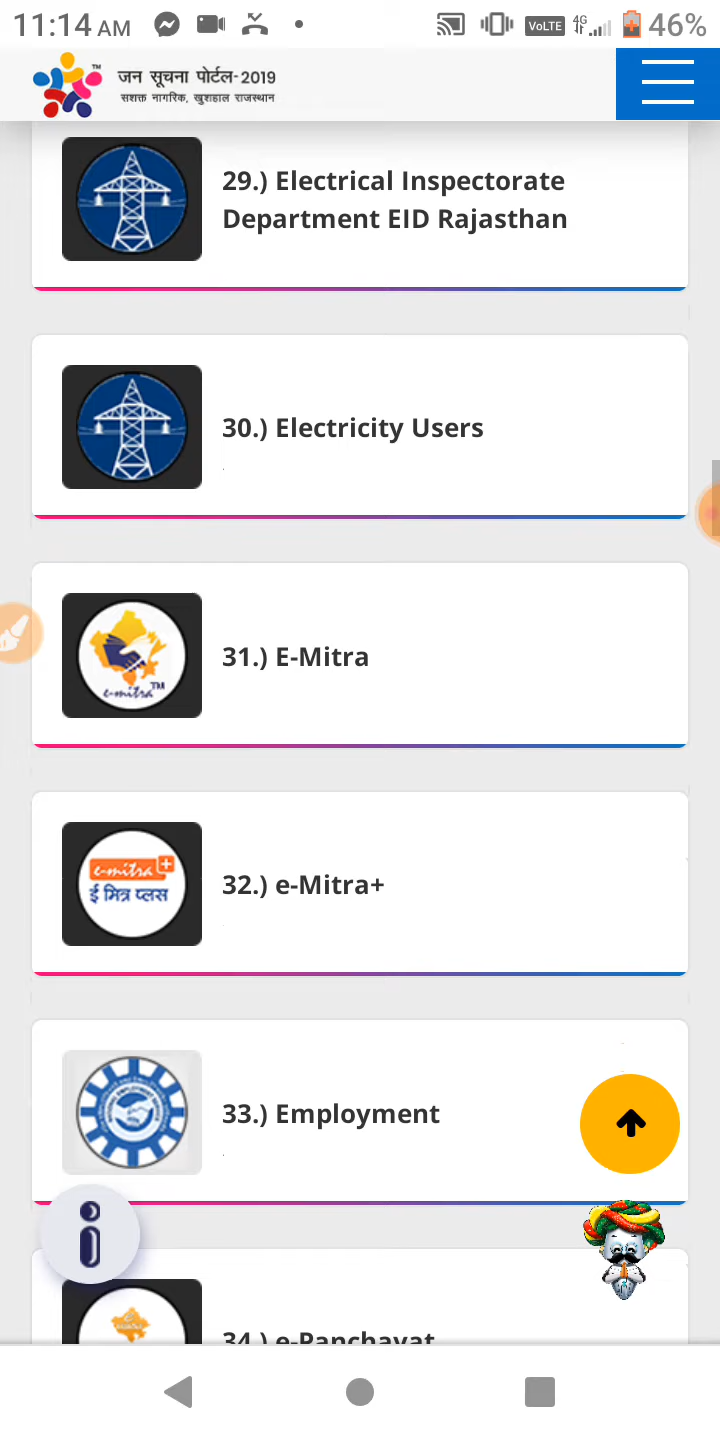 11:14 AM
VoLTE 4G 46%
जन सूचना पोर्टल-2019
सशक्त नागरिक, खुशहाल राजस्थान
29.) Electrical Inspectorate
Department EID Rajasthan
30.) Electricity Users
31.) E-Mitra
e-mitra TM
32.) e-Mitra+
e-mitra +
ई मित्र प्लस
33.) Employment
34.) e-Panchayat